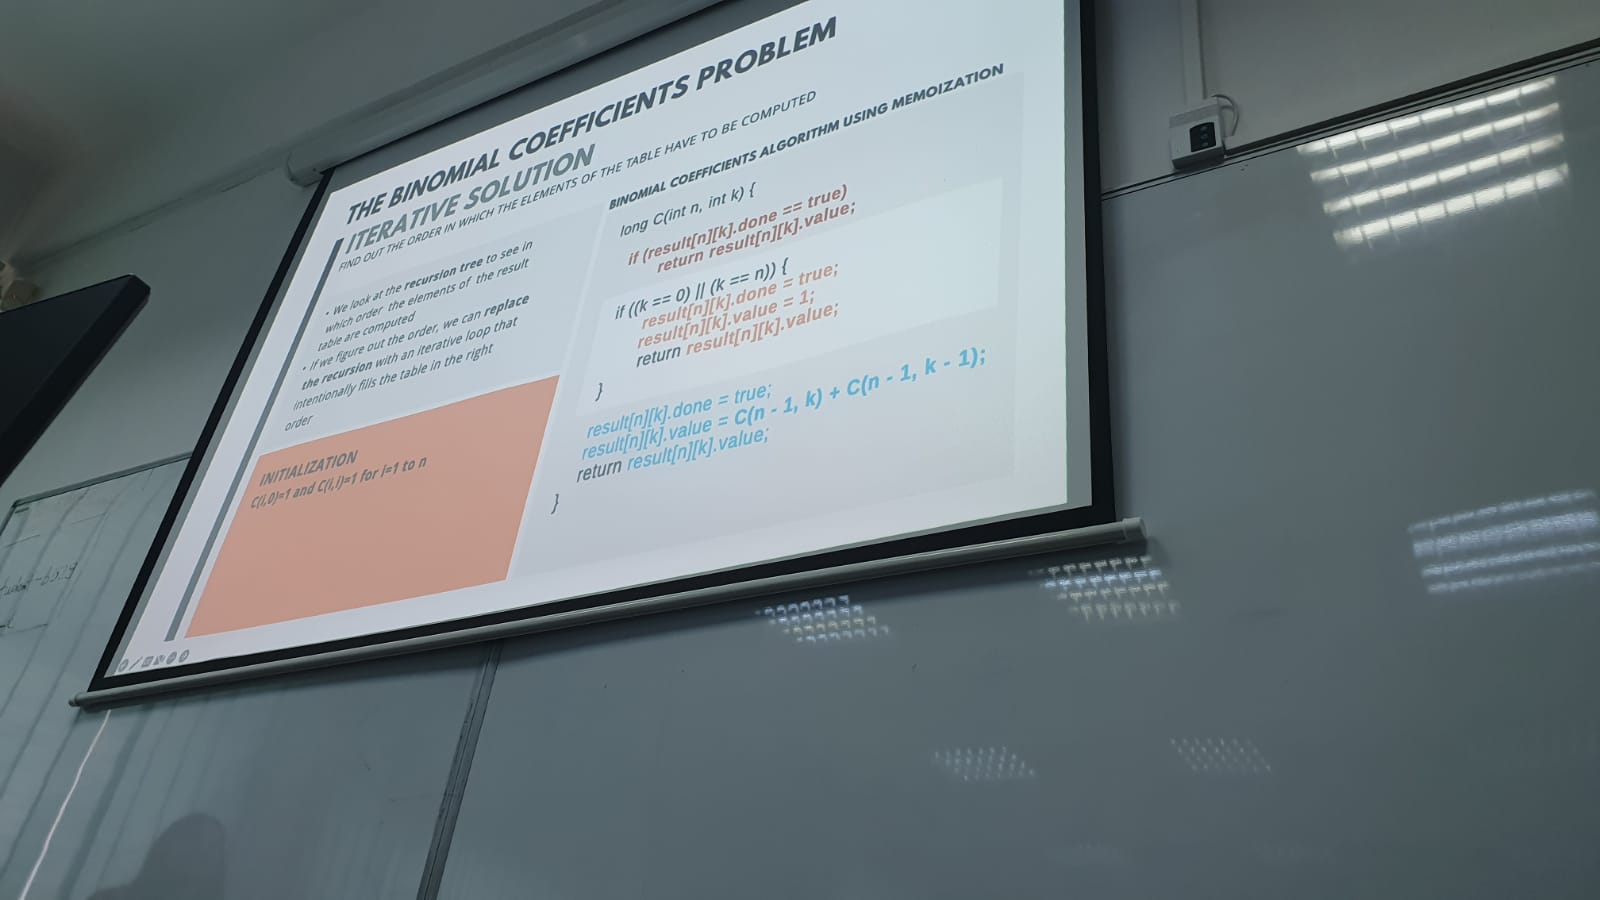 THE BINOMIAL COEFFICIENTS PROBLEM
ITERATIVE SOLUTION
FIND OUT THE ORDER IN WHICH THE ELEMENTS OF THE TABLE HAVE TO BE COMPUTED
• We look at the recursion tree to see in
which order the elements of the result
table are computed
• If we figure out the order, we can replace
the recursion with an iterative loop that
intentionally fills the table in the right
order
INITIALIZATION
C(i,0)=1 and C(i,i)=1 for i=1 to n
BINOMIAL COEFFICIENTS ALGORITHM USING MEMOIZATION
long C(int n, int k) {
if (result[n][k].done == true)
return result[n][k].value;
if ((k == 0) || (k == n)) {
result[n][k].done = true;
result[n][k].value = 1;
return result[n][k].value;
}
result[n][k].done = true;
result[n][k].value = C(n - 1, k) + C(n - 1, k - 1);
return result[n][k].value;
}